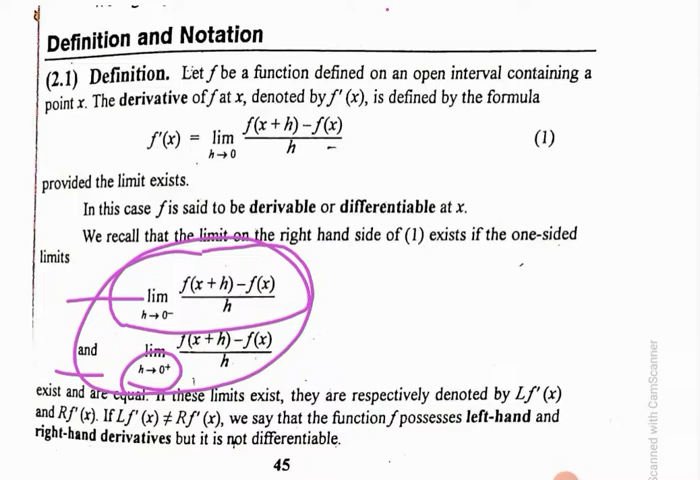 Definition and Notation
(2.1) Definition. Let f be a function defined on an open interval containing a
point x. The derivative of f at x, denoted by f′(x), is defined by the formula
f′(x) = lim h→0 f(x + h) – f(x) / h (1)
provided the limit exists.
In this case f is said to be derivable or differentiable at x.
We recall that the limit on the right hand side of (1) exists if the one-sided
limits
lim h→0⁻ f(x + h) – f(x) / h
and lim h→0⁺ f(x + h) – f(x) / h
exist and are equal. If these limits exist, they are respectively denoted by Lf′(x)
and Rf′(x). If Lf′(x) ≠ Rf′(x), we say that the function f possesses left-hand and
right-hand derivatives but it is not differentiable.
45
Scanned with CamScanner